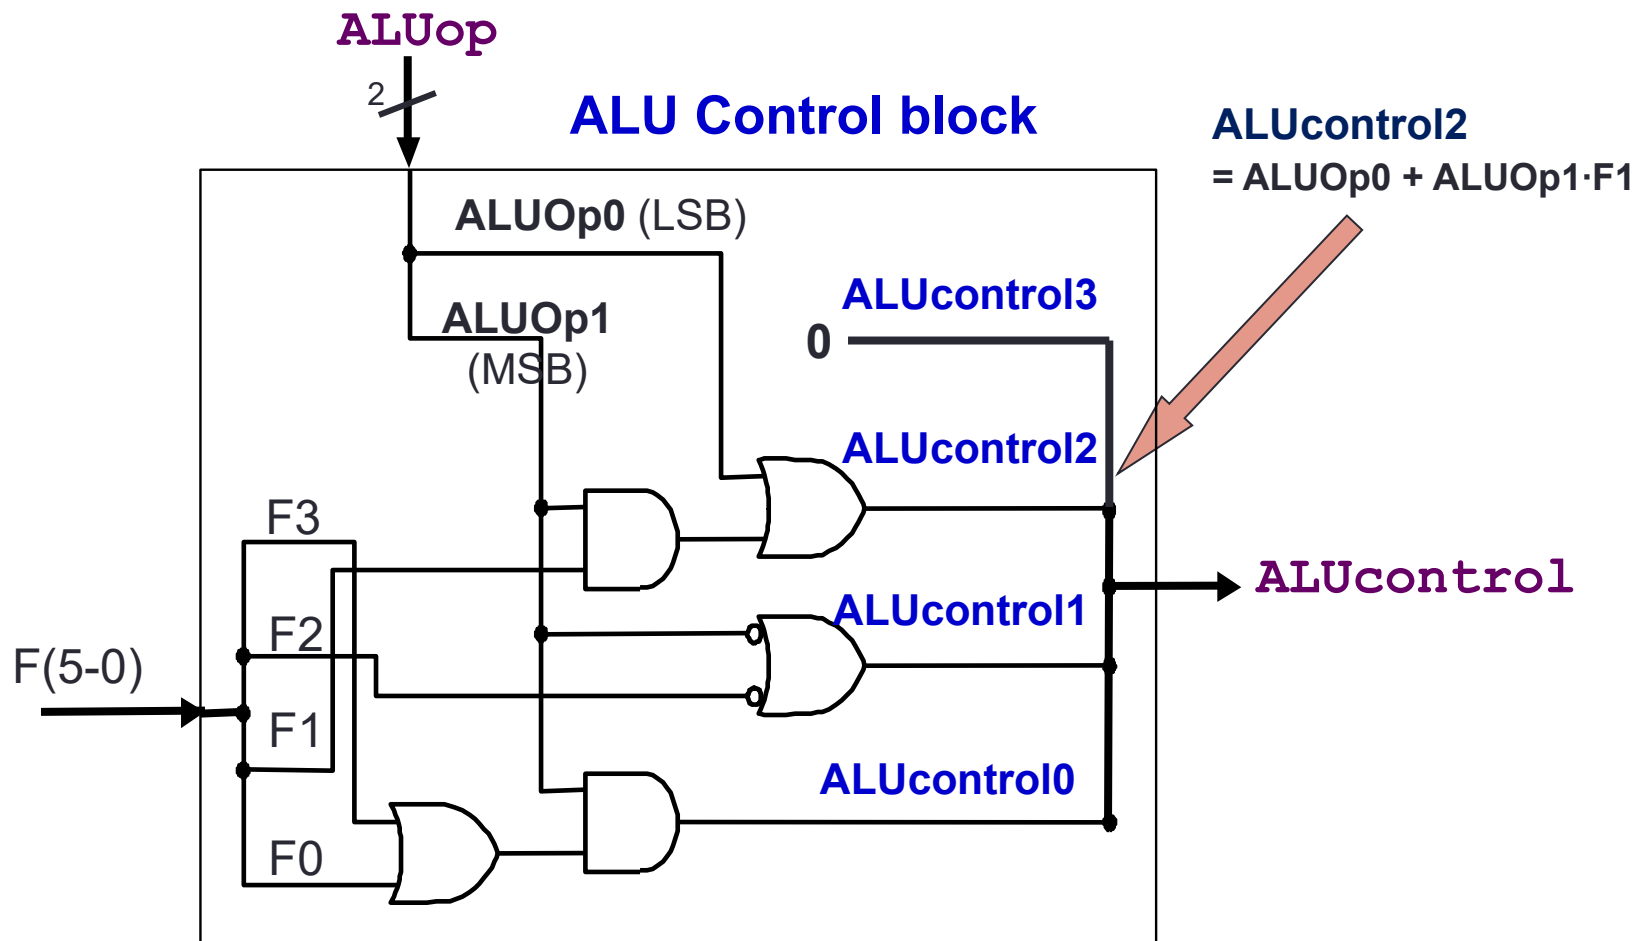 ALUop
2
ALU Control block
ALUcontrol2
= ALUOp0 + ALUOp1·F1
ALUOp0 (LSB)
ALUcontrol3
ALUOp1
(MSB)
0
ALUcontrol2
F3
ALUcontrol
ALUcontrol1
F2
F(5-0)
F1
ALUcontrol0
F0